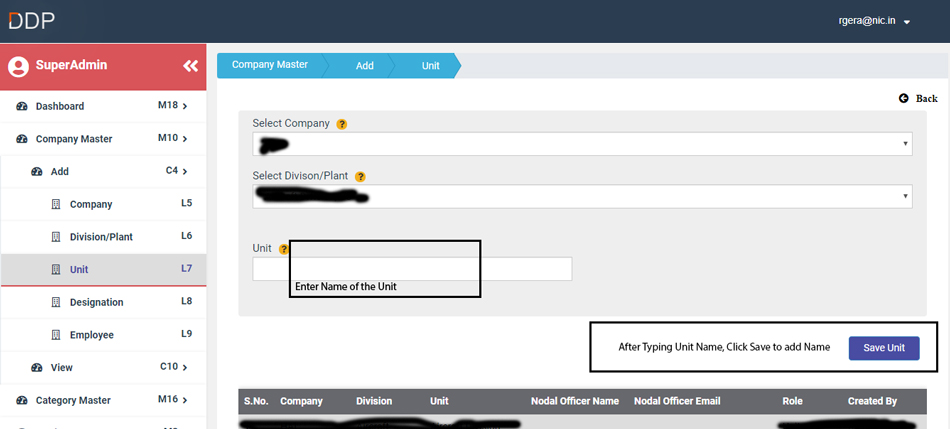 DDP
rgera@nic.in
SuperAdmin
Company Master Add Unit
Dashboard M18
Back
Company Master M10
Select Company ?
Add C4
Select Divison/Plant ?
Company L5
Division/Plant L6
Unit ?
Unit L7
Enter Name of the Unit
Designation L8
Employee L9
After Typing Unit Name, Click Save to add Name Save Unit
View C10
Category Master M16
S.No. Company Division Unit Nodal Officer Name Nodal Officer Email Role Created By